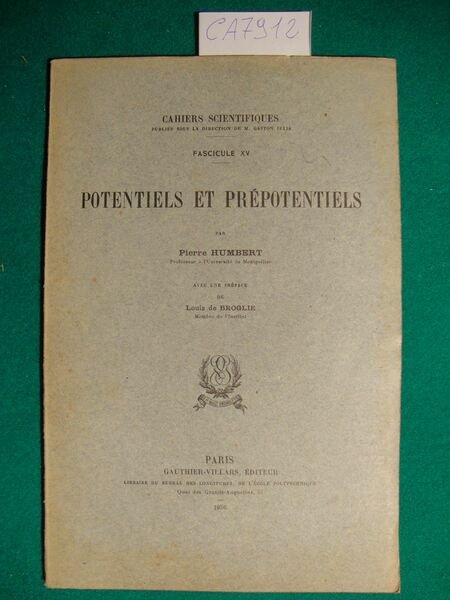 CA7912
CAHIERS SCIENTIFIQUES
PUBLIÉS SOUS LA DIRECTION DE M. GASTON JULIA
FASCICULE XV
POTENTIELS ET PRÉPOTENTIELS
PAR
Pierre HUMBERT
Professeur à l'Université de Montpellier
AVEC UNE PRÉFACE
DE
Louis de BROGLIE
Membre de l'Institut
PARIS
GAUTHIER-VILLARS, ÉDITEUR
LIBRAIRE DU BUREAU DES LONGITUDES, DE L'ÉCOLE POLYTECHNIQUE
Quai des Grands-Augustins, 55
1936